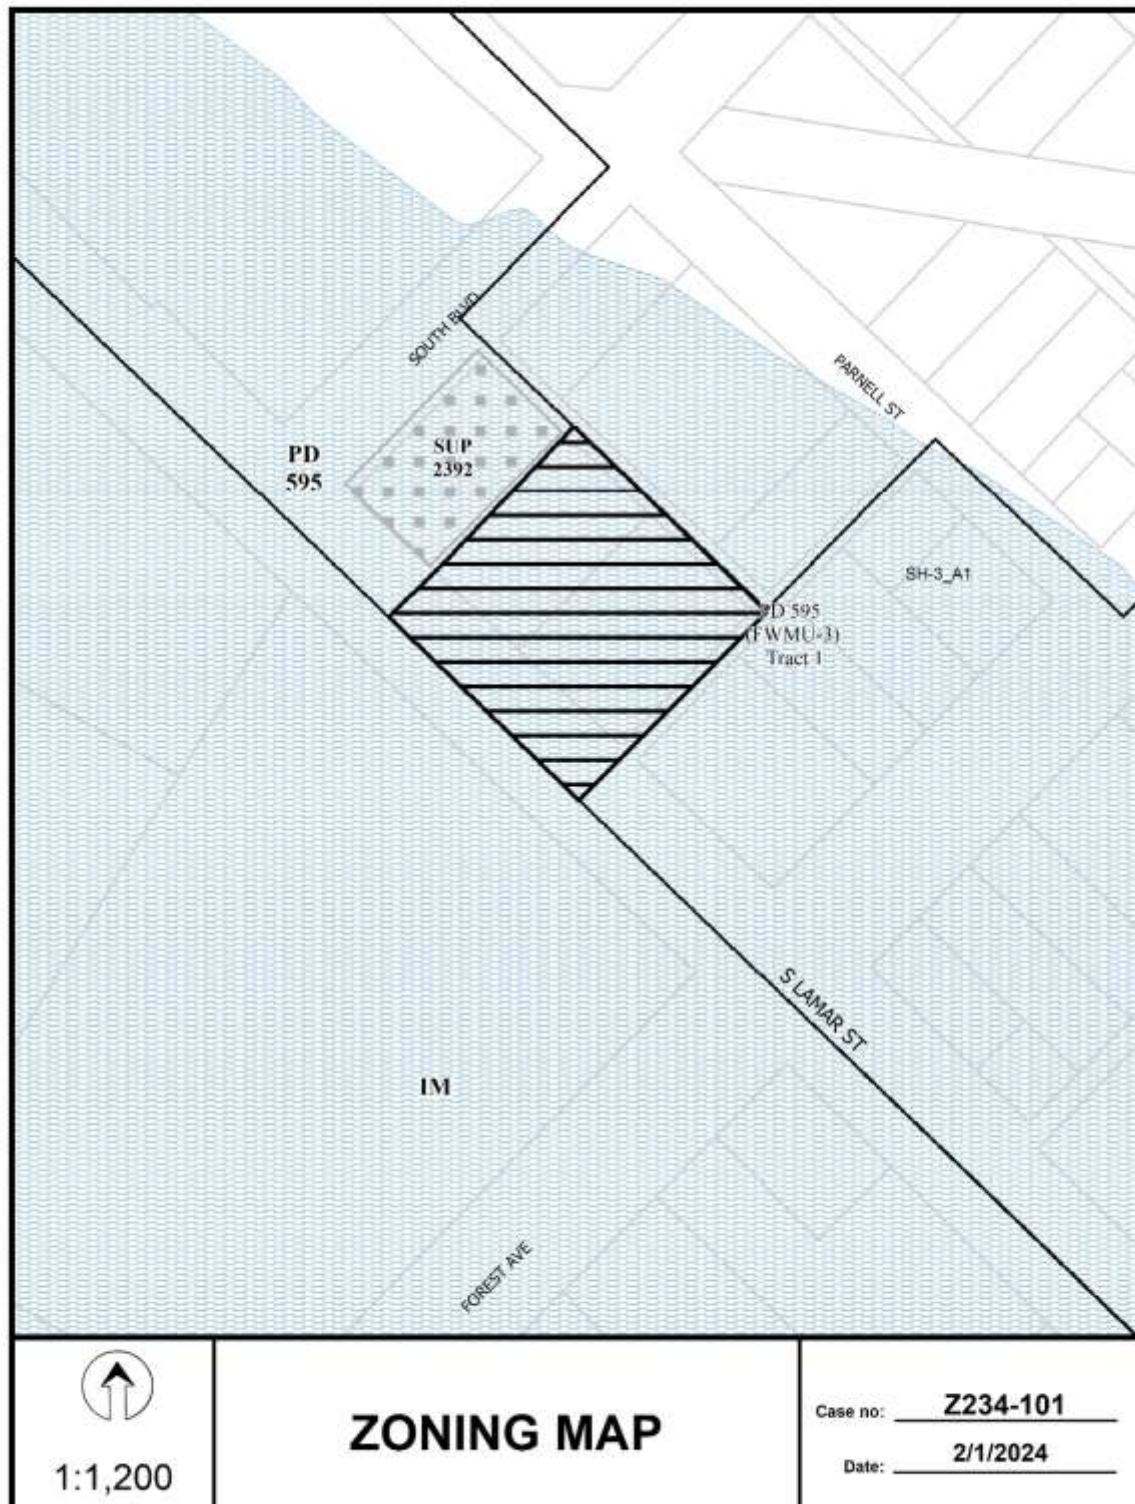 SOUTH BLVD
PARNELL ST
PD
595
SUP
2392
SH-3_A1
PD 595
(FWMU-3)
Tract 1
S LAMAR ST
IM
FOREST AVE
1:1,200
ZONING MAP
Case no: Z234-101
Date: 2/1/2024